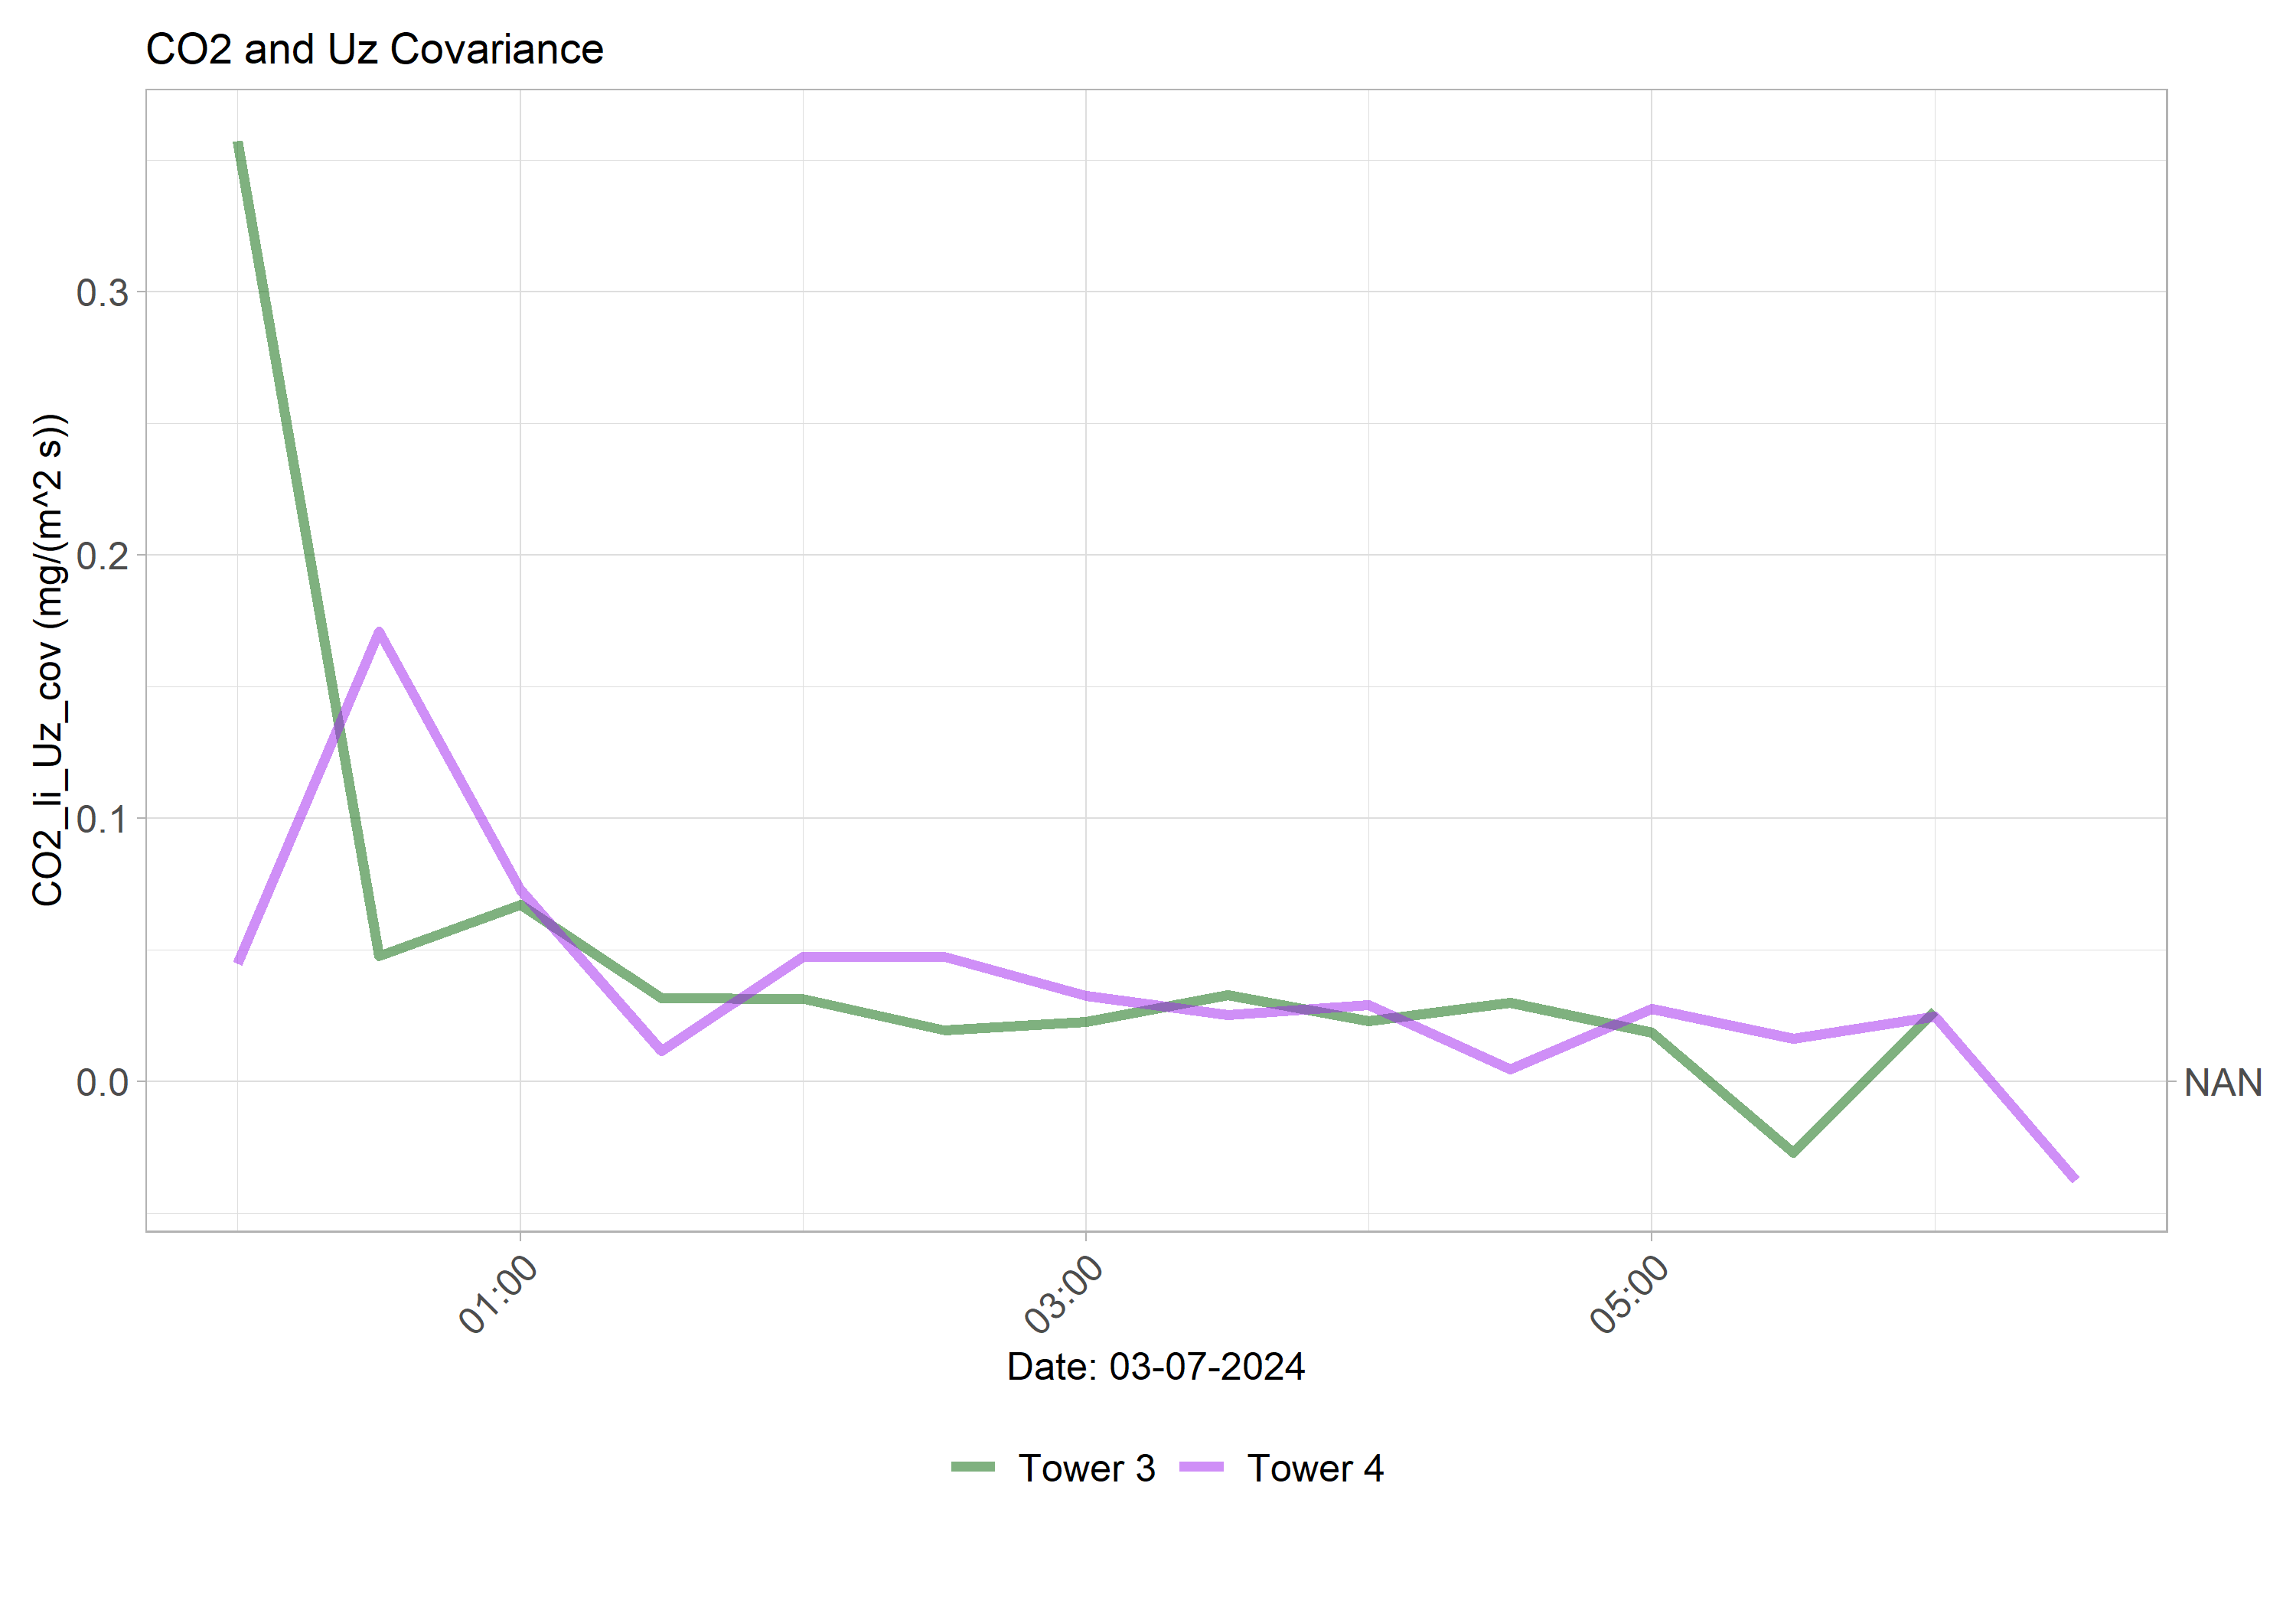 CO2 and Uz Covariance
CO2_li_Uz_cov (mg/(m^2 s))
0.3
0.2
0.1
0.0
NAN
01:00
03:00
05:00
Date: 03-07-2024
Tower 3
Tower 4